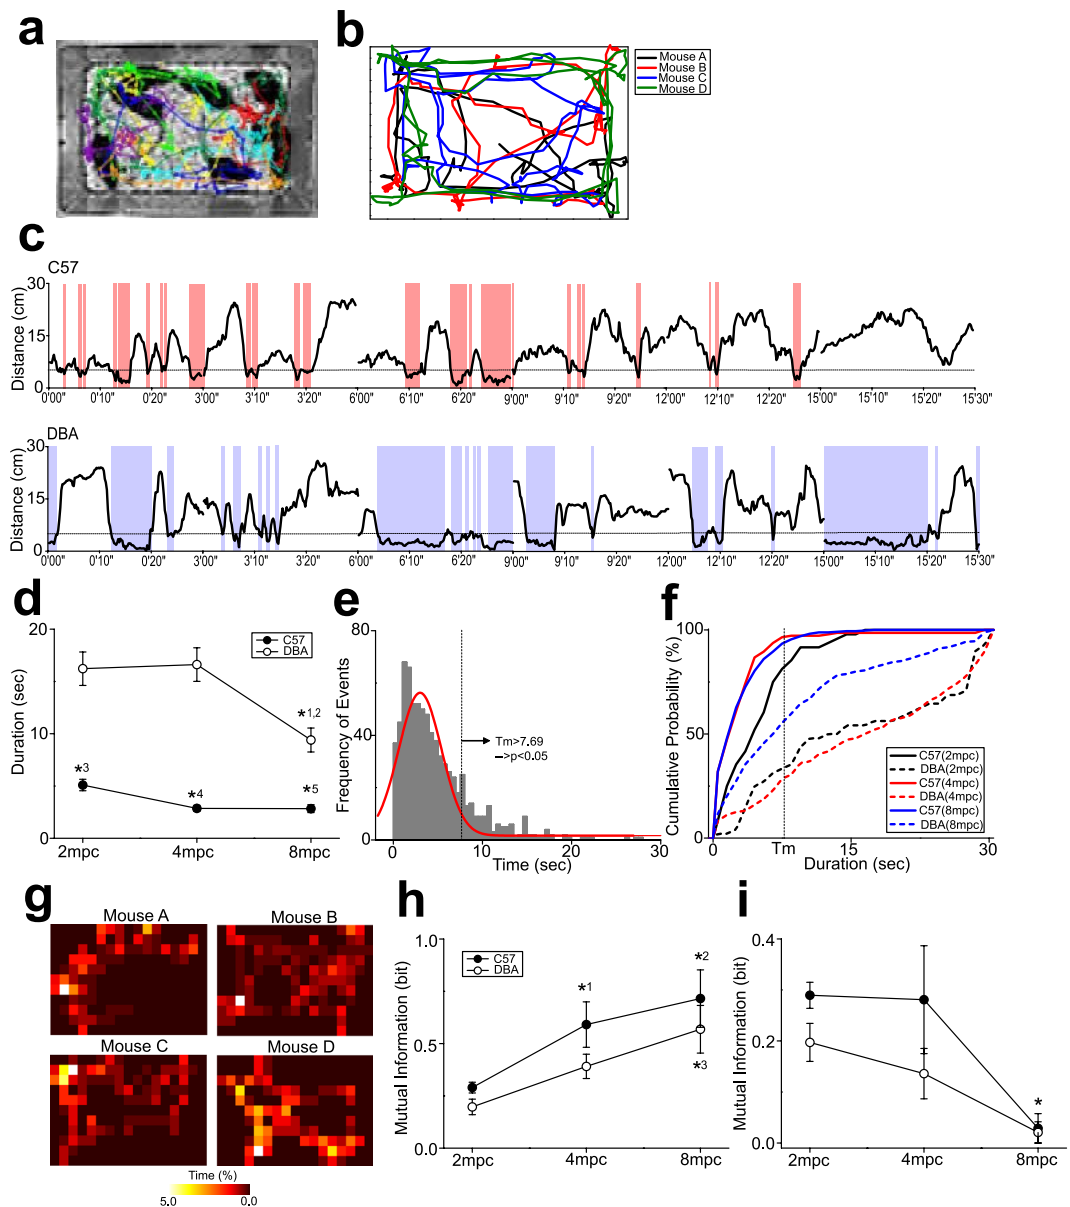 a
b
Mouse A
Mouse B
Mouse C
Mouse D
c
C57
Distance (cm)
30
15
0
0'00" 0'10" 0'20" 3'00" 3'10" 3'20" 6'00" 6'10" 6'20" 9'00" 9'10" 9'20" 12'00" 12'10" 12'20" 15'00" 15'10" 15'20" 15'30"
DBA
Distance (cm)
30
15
0
0'00" 0'10" 0'20" 3'00" 3'10" 3'20" 6'00" 6'10" 6'20" 9'00" 9'10" 9'20" 12'00" 12'10" 12'20" 15'00" 15'10" 15'20" 15'30"
d
Duration (sec)
20
10
0
C57
DBA
*1,2
*3
*4
*5
2mpc 4mpc 8mpc
e
Frequency of Events
80
40
0
Tm>7.69
–>p<0.05
0 10 20 30
Time (sec)
f
Cumulative Probability (%)
100
50
0
C57(2mpc)
DBA(2mpc)
C57(4mpc)
DBA(4mpc)
C57(8mpc)
DBA(8mpc)
0 Tm 15 30
Duration (sec)
g
Mouse A Mouse B
Mouse C Mouse D
Time (%)
5.0 0.0
h
Mutual Information (bit)
1.0
0.5
0.0
C57
DBA
*1
*2
*3
2mpc 4mpc 8mpc
i
Mutual Information (bit)
0.4
0.2
0.0
*
2mpc 4mpc 8mpc